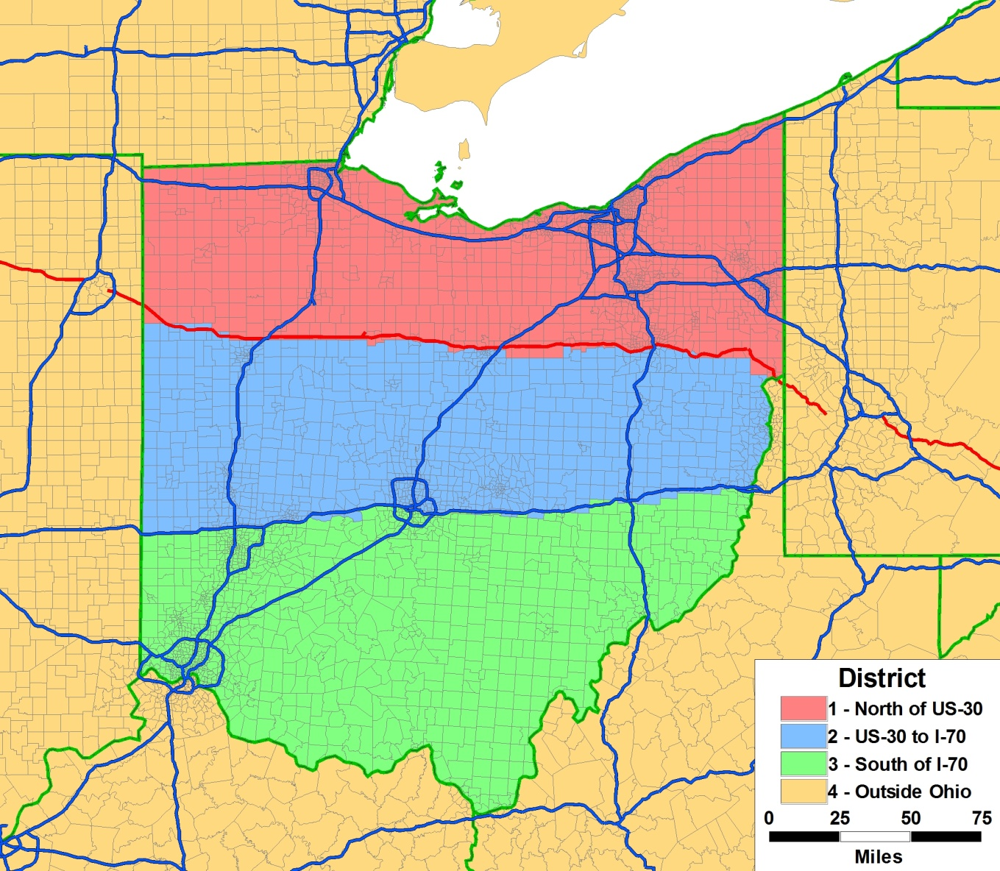 District
1 - North of US-30
2 - US-30 to I-70
3 - South of I-70
4 - Outside Ohio
0 25 50 75
Miles